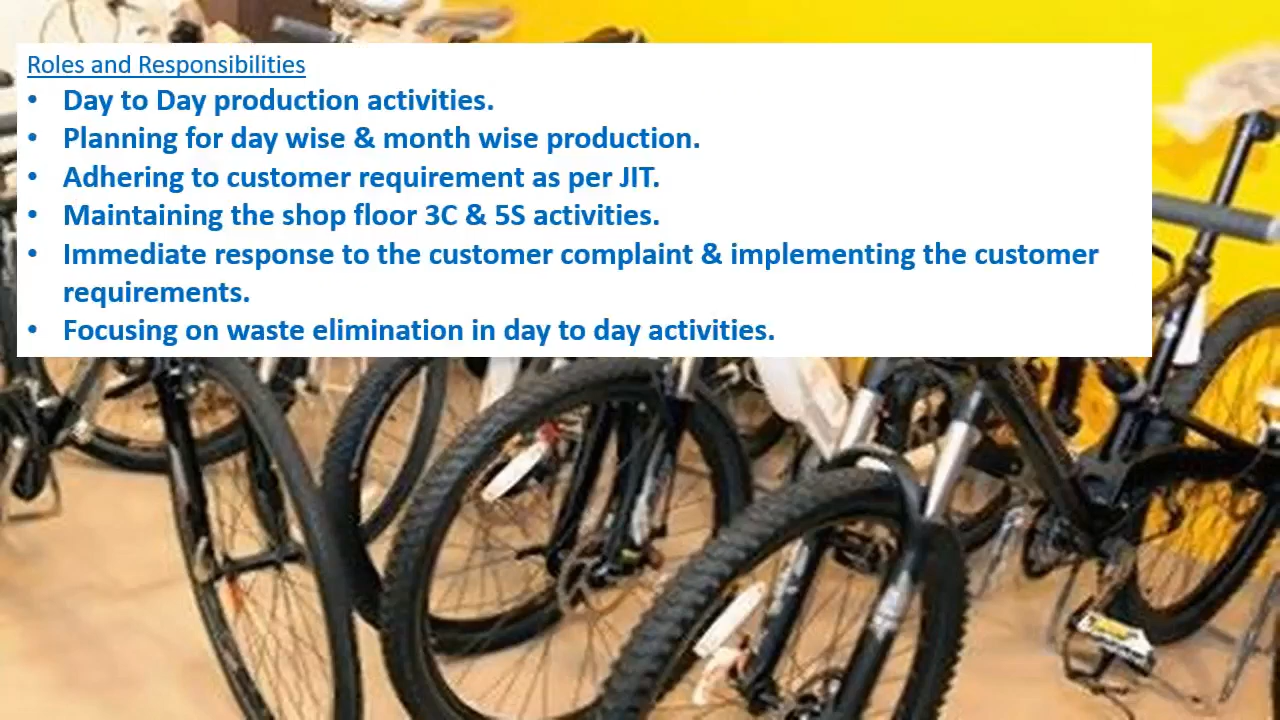 Roles and Responsibilities
• Day to Day production activities.
• Planning for day wise & month wise production.
• Adhering to customer requirement as per JIT.
• Maintaining the shop floor 3C & 5S activities.
• Immediate response to the customer complaint & implementing the customer
requirements.
• Focusing on waste elimination in day to day activities.